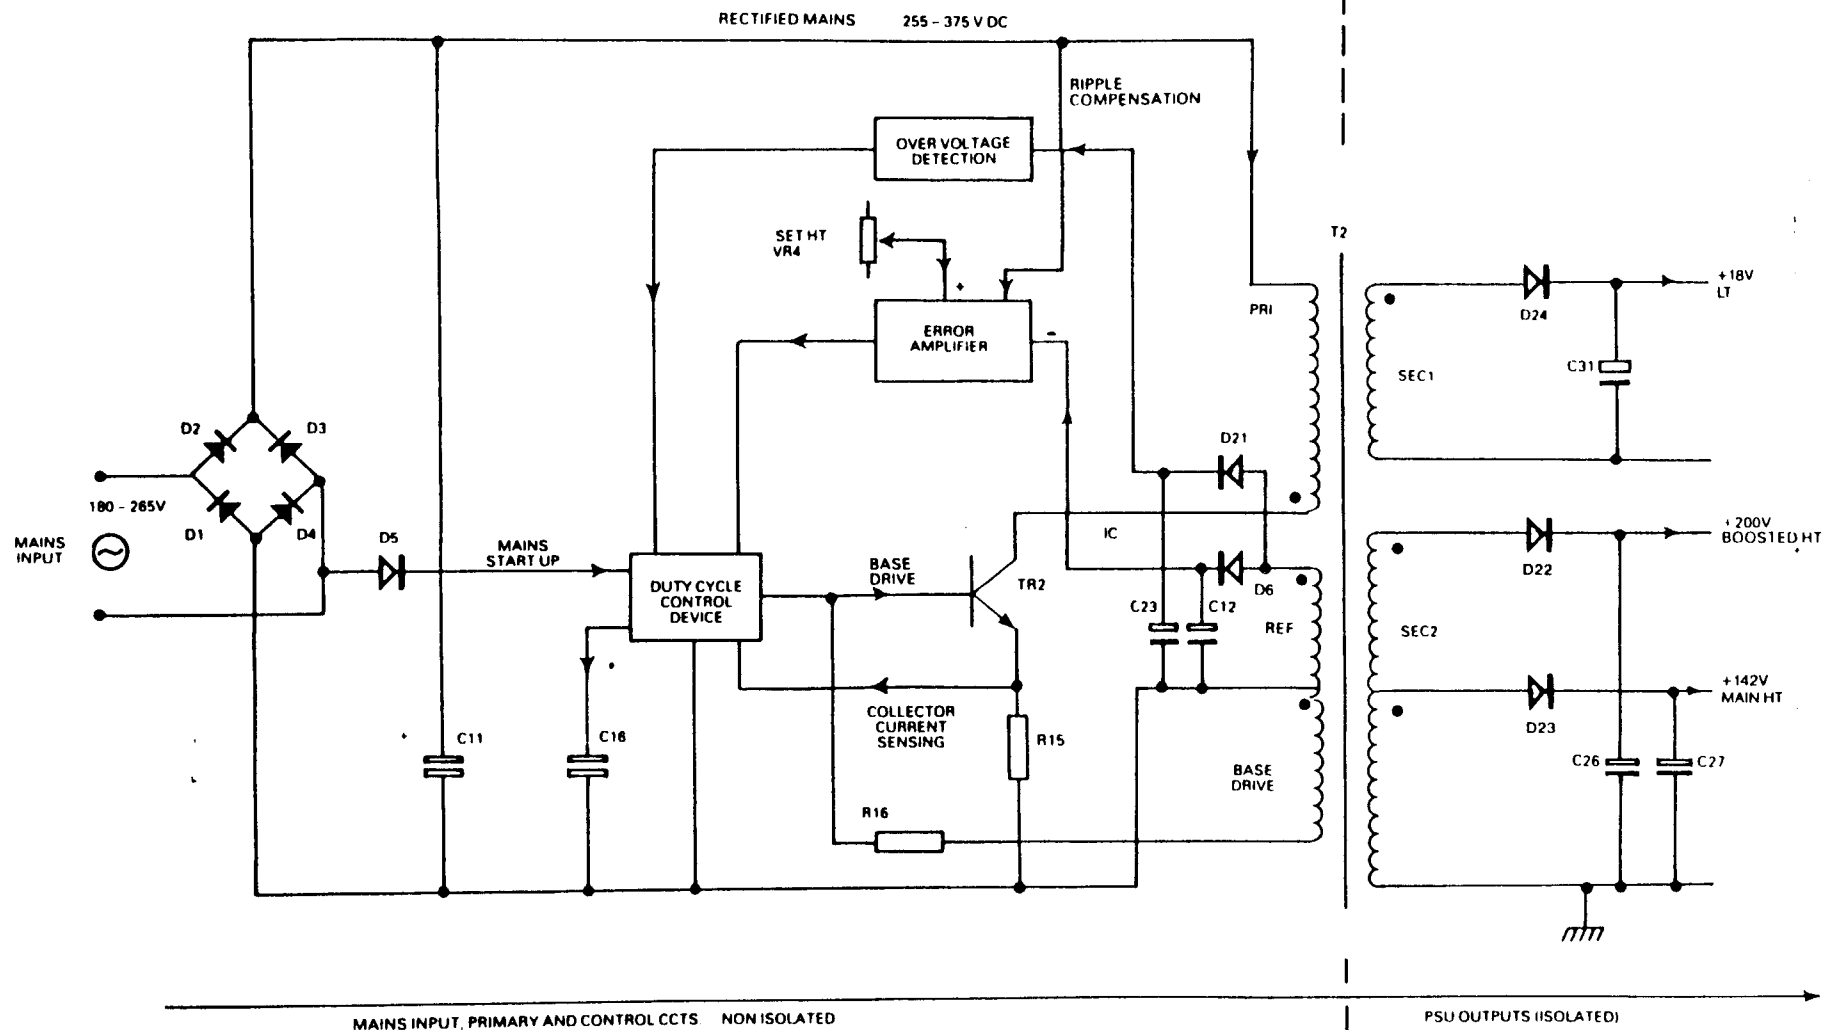 RECTIFIED MAINS 255 - 375 V DC
RIPPLE
COMPENSATION
OVER VOLTAGE
DETECTION
SET HT
VR4
+
T2
+18V
LT
D24
PRI
ERROR
AMPLIFIER
-
C31
SEC1
D2
D3
D21
180 - 265V
D1
D4
MAINS
INPUT
D5
MAINS
START UP
IC
+200V
BOOSTED HT
BASE
DRIVE
TR2
D6
D22
DUTY CYCLE
CONTROL
DEVICE
C23
C12
REF
SEC2
+142V
MAIN HT
COLLECTOR
CURRENT
SENSING
D23
C11
C16
R15
BASE
DRIVE
C26
C27
R16
MAINS INPUT, PRIMARY AND CONTROL CCTS. NON ISOLATED
PSU OUTPUTS (ISOLATED)